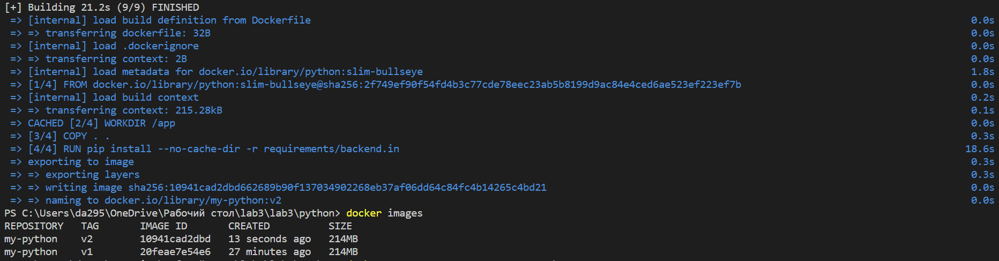 [+] Building 21.2s (9/9) FINISHED
=> [internal] load build definition from Dockerfile 0.0s
=> => transferring dockerfile: 32B 0.0s
=> [internal] load .dockerignore 0.0s
=> => transferring context: 2B 0.0s
=> [internal] load metadata for docker.io/library/python:slim-bullseye 1.8s
=> [1/4] FROM docker.io/library/python:slim-bullseye@sha256:2f749ef90f54fd4b3c77cde78eec23ab5b8199d9ac84e4ced6ae523ef223ef7b 0.0s
=> [internal] load build context 0.2s
=> => transferring context: 215.28kB 0.1s
=> CACHED [2/4] WORKDIR /app 0.0s
=> [3/4] COPY . . 0.3s
=> [4/4] RUN pip install --no-cache-dir -r requirements/backend.in 18.6s
=> exporting to image 0.3s
=> => exporting layers 0.3s
=> => writing image sha256:10941cad2dbd662689b90f137034902268eb37af06dd64c84fc4b14265c4bd21 0.0s
=> => naming to docker.io/library/my-python:v2 0.0s
PS C:\Users\da295\OneDrive\Рабочий стол\lab3\lab3\python> docker images
REPOSITORY TAG IMAGE ID CREATED SIZE
my-python v2 10941cad2dbd 13 seconds ago 214MB
my-python v1 20feae7e54e6 27 minutes ago 214MB